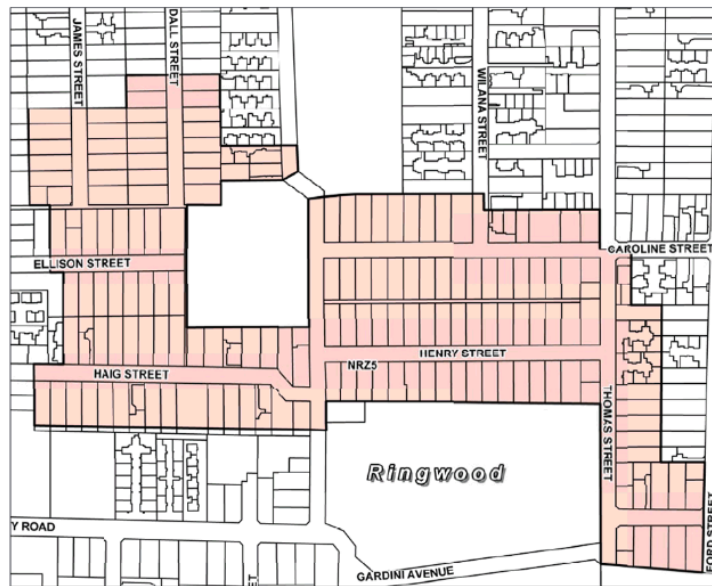 JAMES STREET
DALL STREET
WILANA STREET
CAROLINE STREET
ELLISON STREET
HENRY STREET
NRZ5
HAIG STREET
THOMAS STREET
Ringwood
Y ROAD
GARDINI AVENUE
FORD STREET